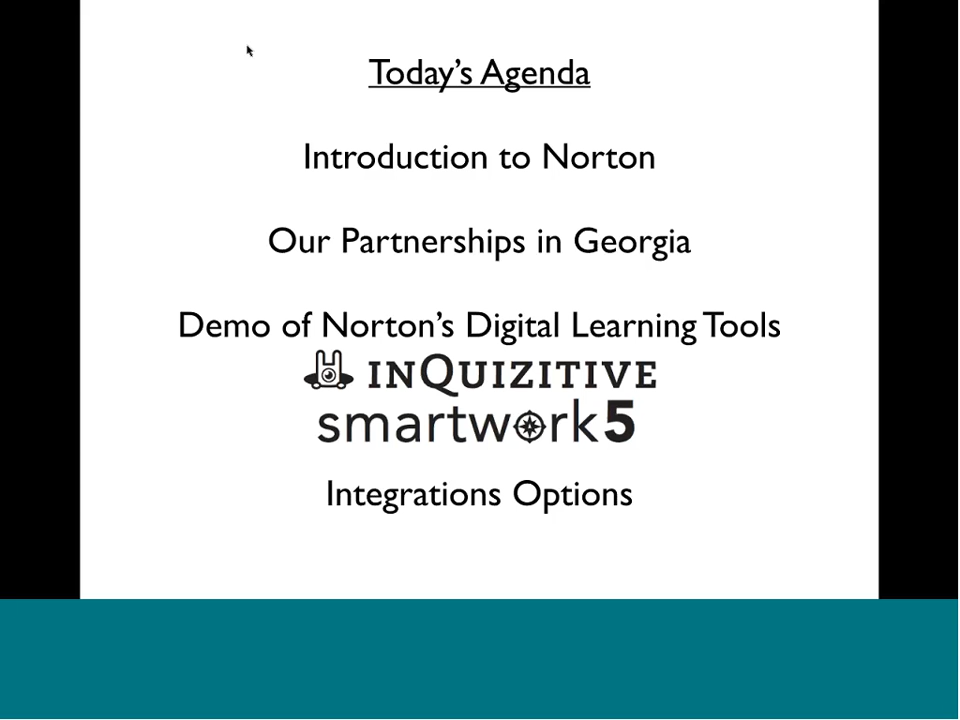 Today's Agenda
Introduction to Norton
Our Partnerships in Georgia
Demo of Norton's Digital Learning Tools
INQUIZITIVE
smartwork5
Integrations Options